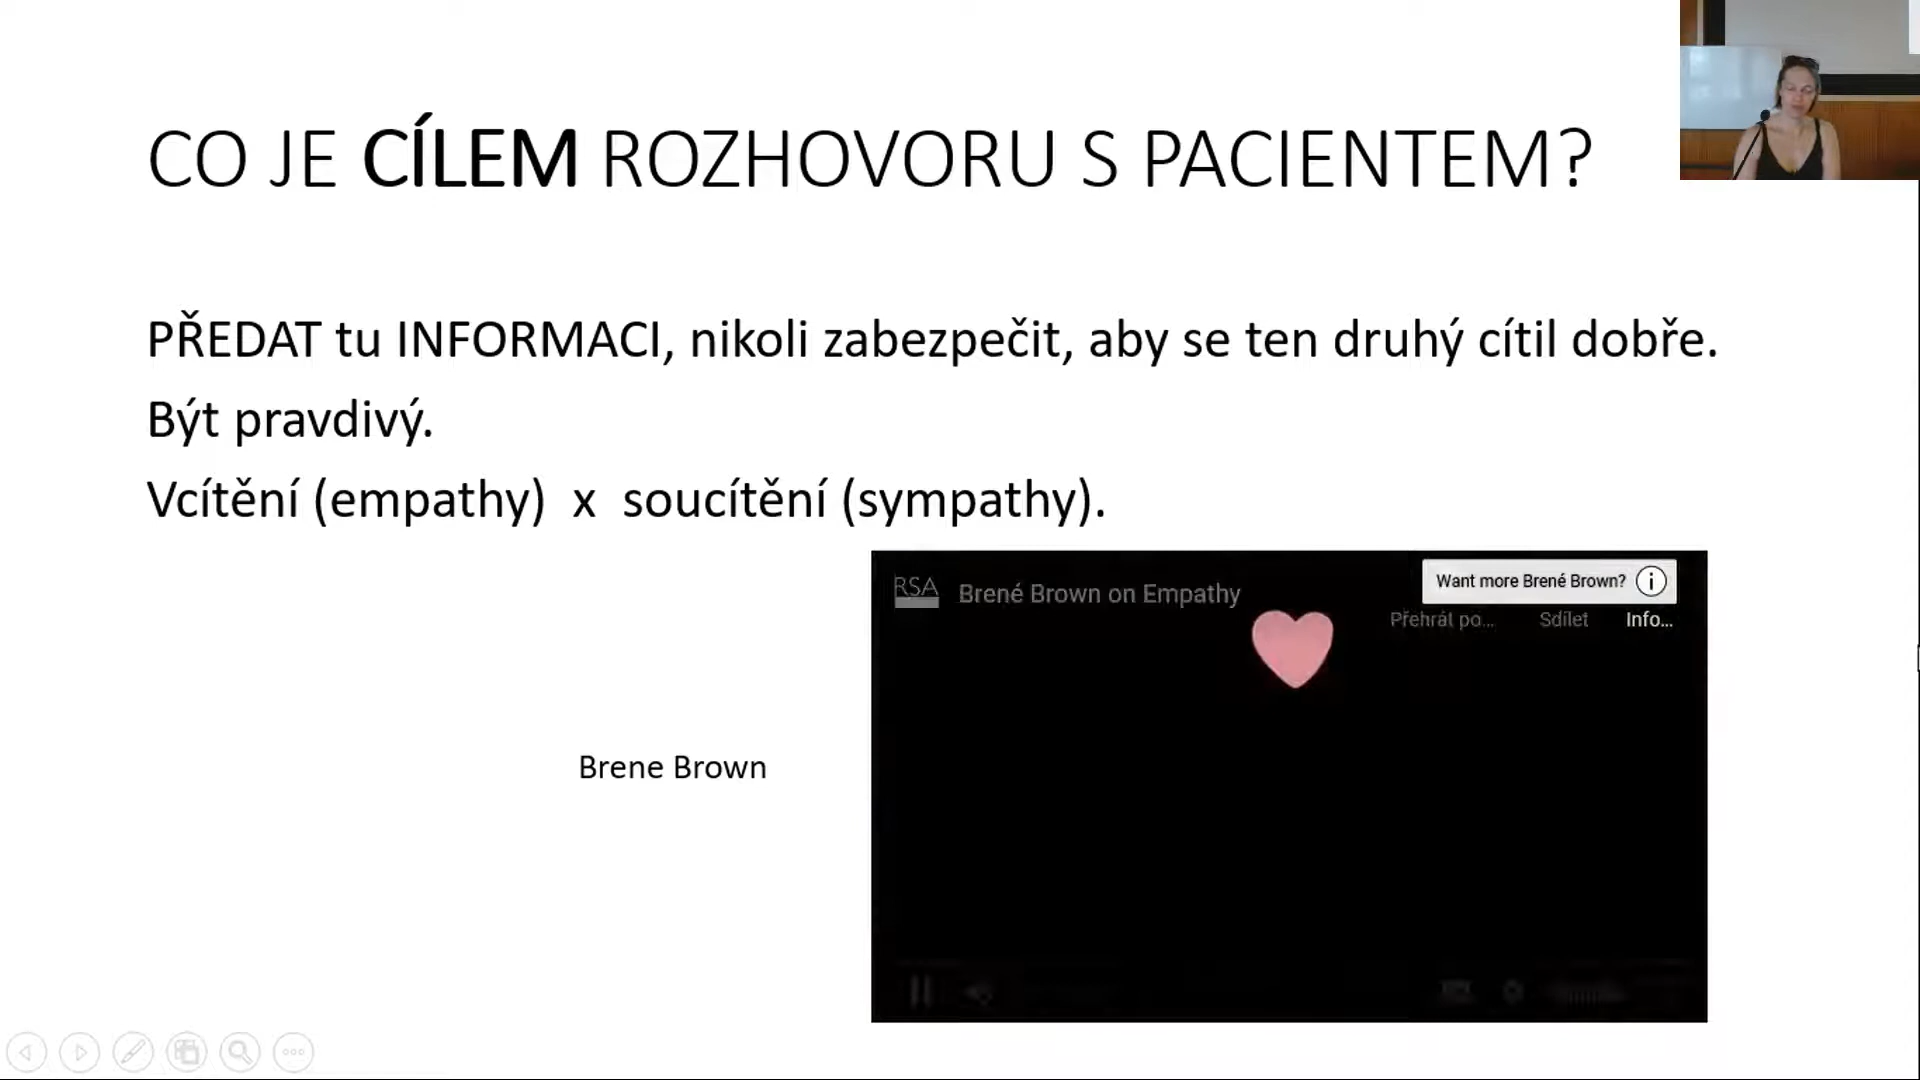 CO JE CÍLEM ROZHOVORU S PACIENTEM?
PŘEDAT tu INFORMACI, nikoli zabezpečit, aby se ten druhý cítil dobře.
Být pravdivý.
Vcítění (empathy) x soucítění (sympathy).
RSA Brené Brown on Empathy
Want more Brené Brown?
Přehrát po... Sdílet Info...
Brene Brown